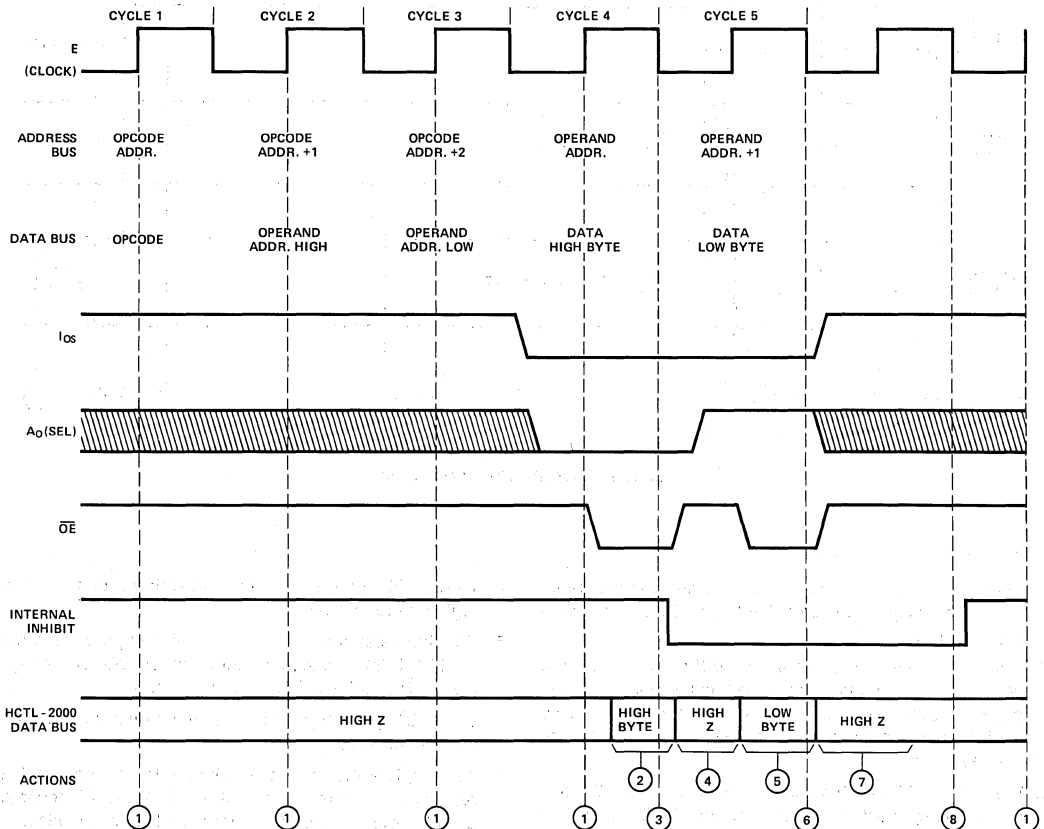 CYCLE 1 CYCLE 2 CYCLE 3 CYCLE 4 CYCLE 5
E
(CLOCK)
ADDRESS
BUS
OPCODE
ADDR.
OPCODE
ADDR. +1
OPCODE
ADDR. +2
OPERAND
ADDR.
OPERAND
ADDR. +1
DATA BUS
OPCODE
OPERAND
ADDR. HIGH
OPERAND
ADDR. LOW
DATA
HIGH BYTE
DATA
LOW BYTE
IOS
A0(SEL)
OE
INTERNAL
INHIBIT
HCTL-2000
DATA BUS
HIGH Z
HIGH
BYTE
HIGH
Z
LOW
BYTE
HIGH Z
ACTIONS
2 4 5 7
1 1 1 1 3 6 8 1